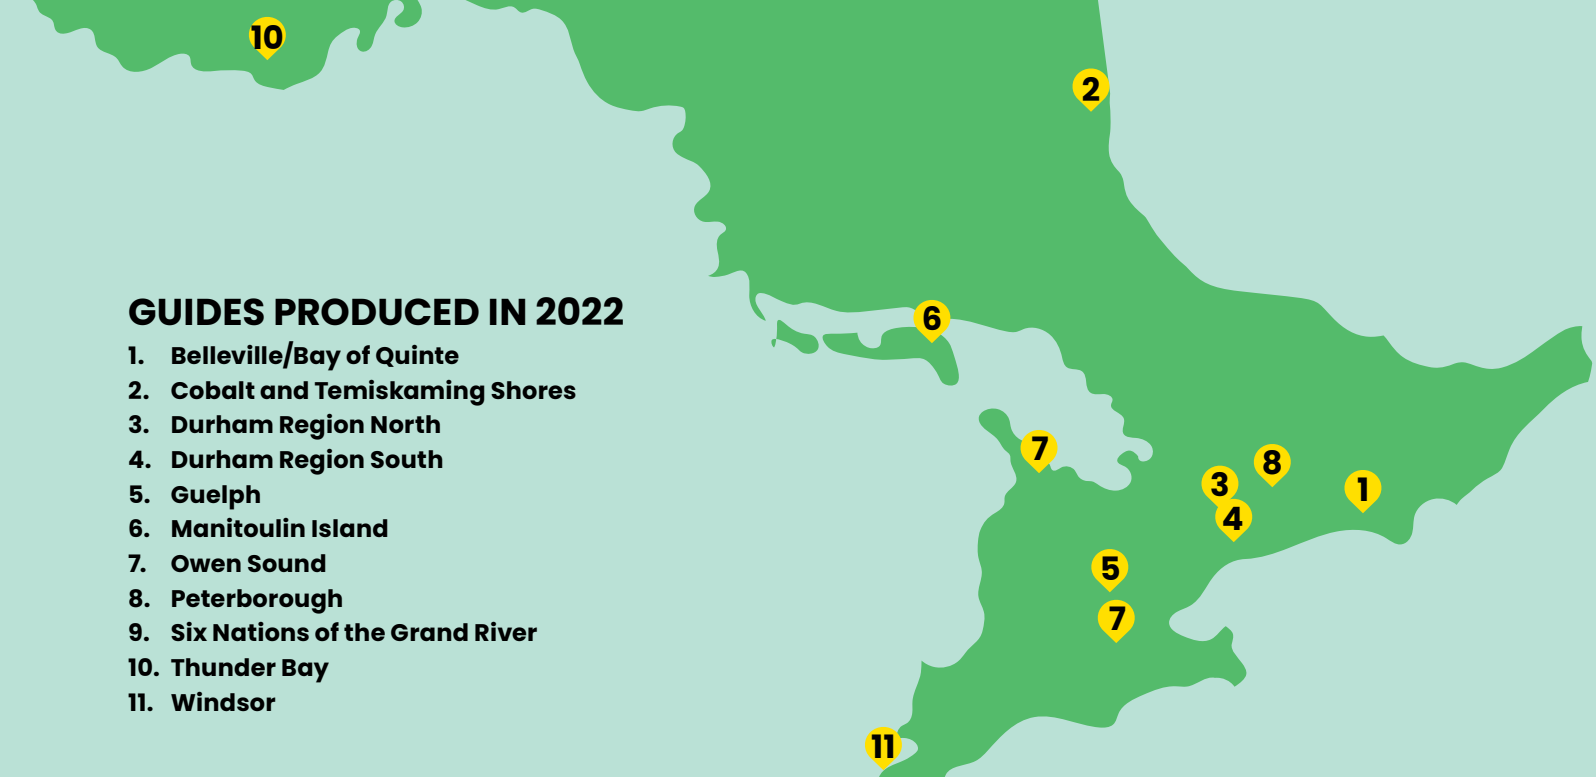 10
2
GUIDES PRODUCED IN 2022
1. Belleville/Bay of Quinte
2. Cobalt and Temiskaming Shores
3. Durham Region North
4. Durham Region South
5. Guelph
6. Manitoulin Island
7. Owen Sound
8. Peterborough
9. Six Nations of the Grand River
10. Thunder Bay
11. Windsor
6
7
8
3
1
4
5
7
11